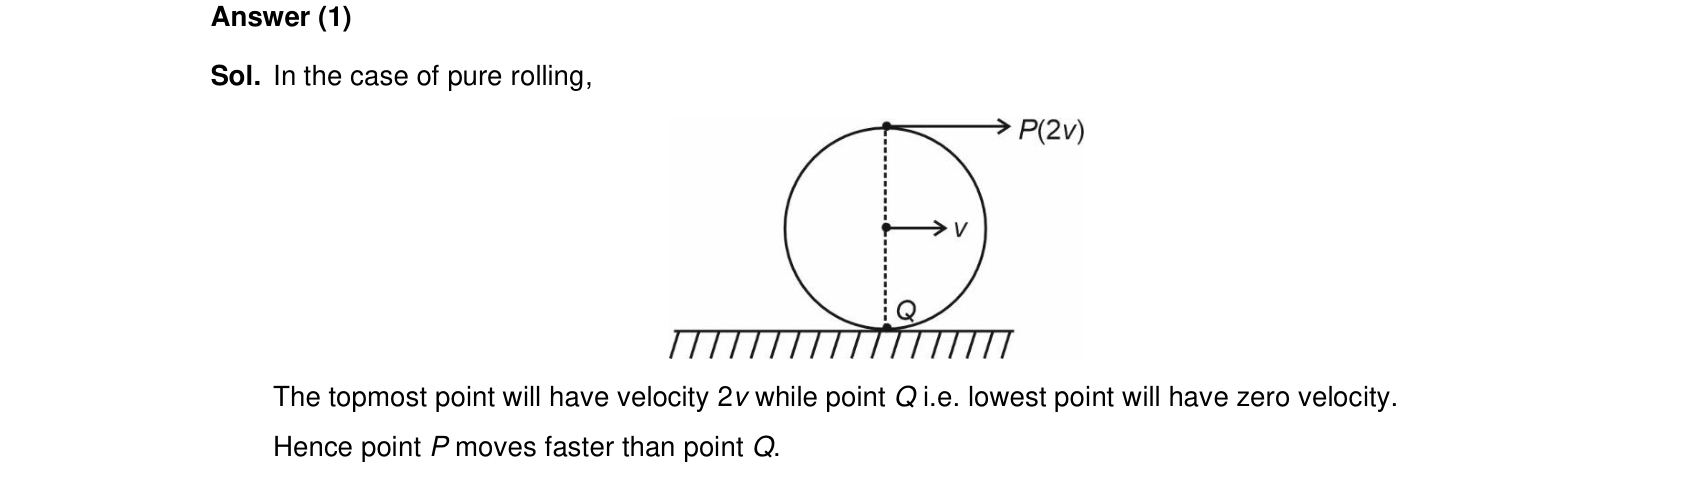 Answer (1)
Sol. In the case of pure rolling,
P(2v)
v
Q
The topmost point will have velocity 2v while point Q i.e. lowest point will have zero velocity.
Hence point P moves faster than point Q.